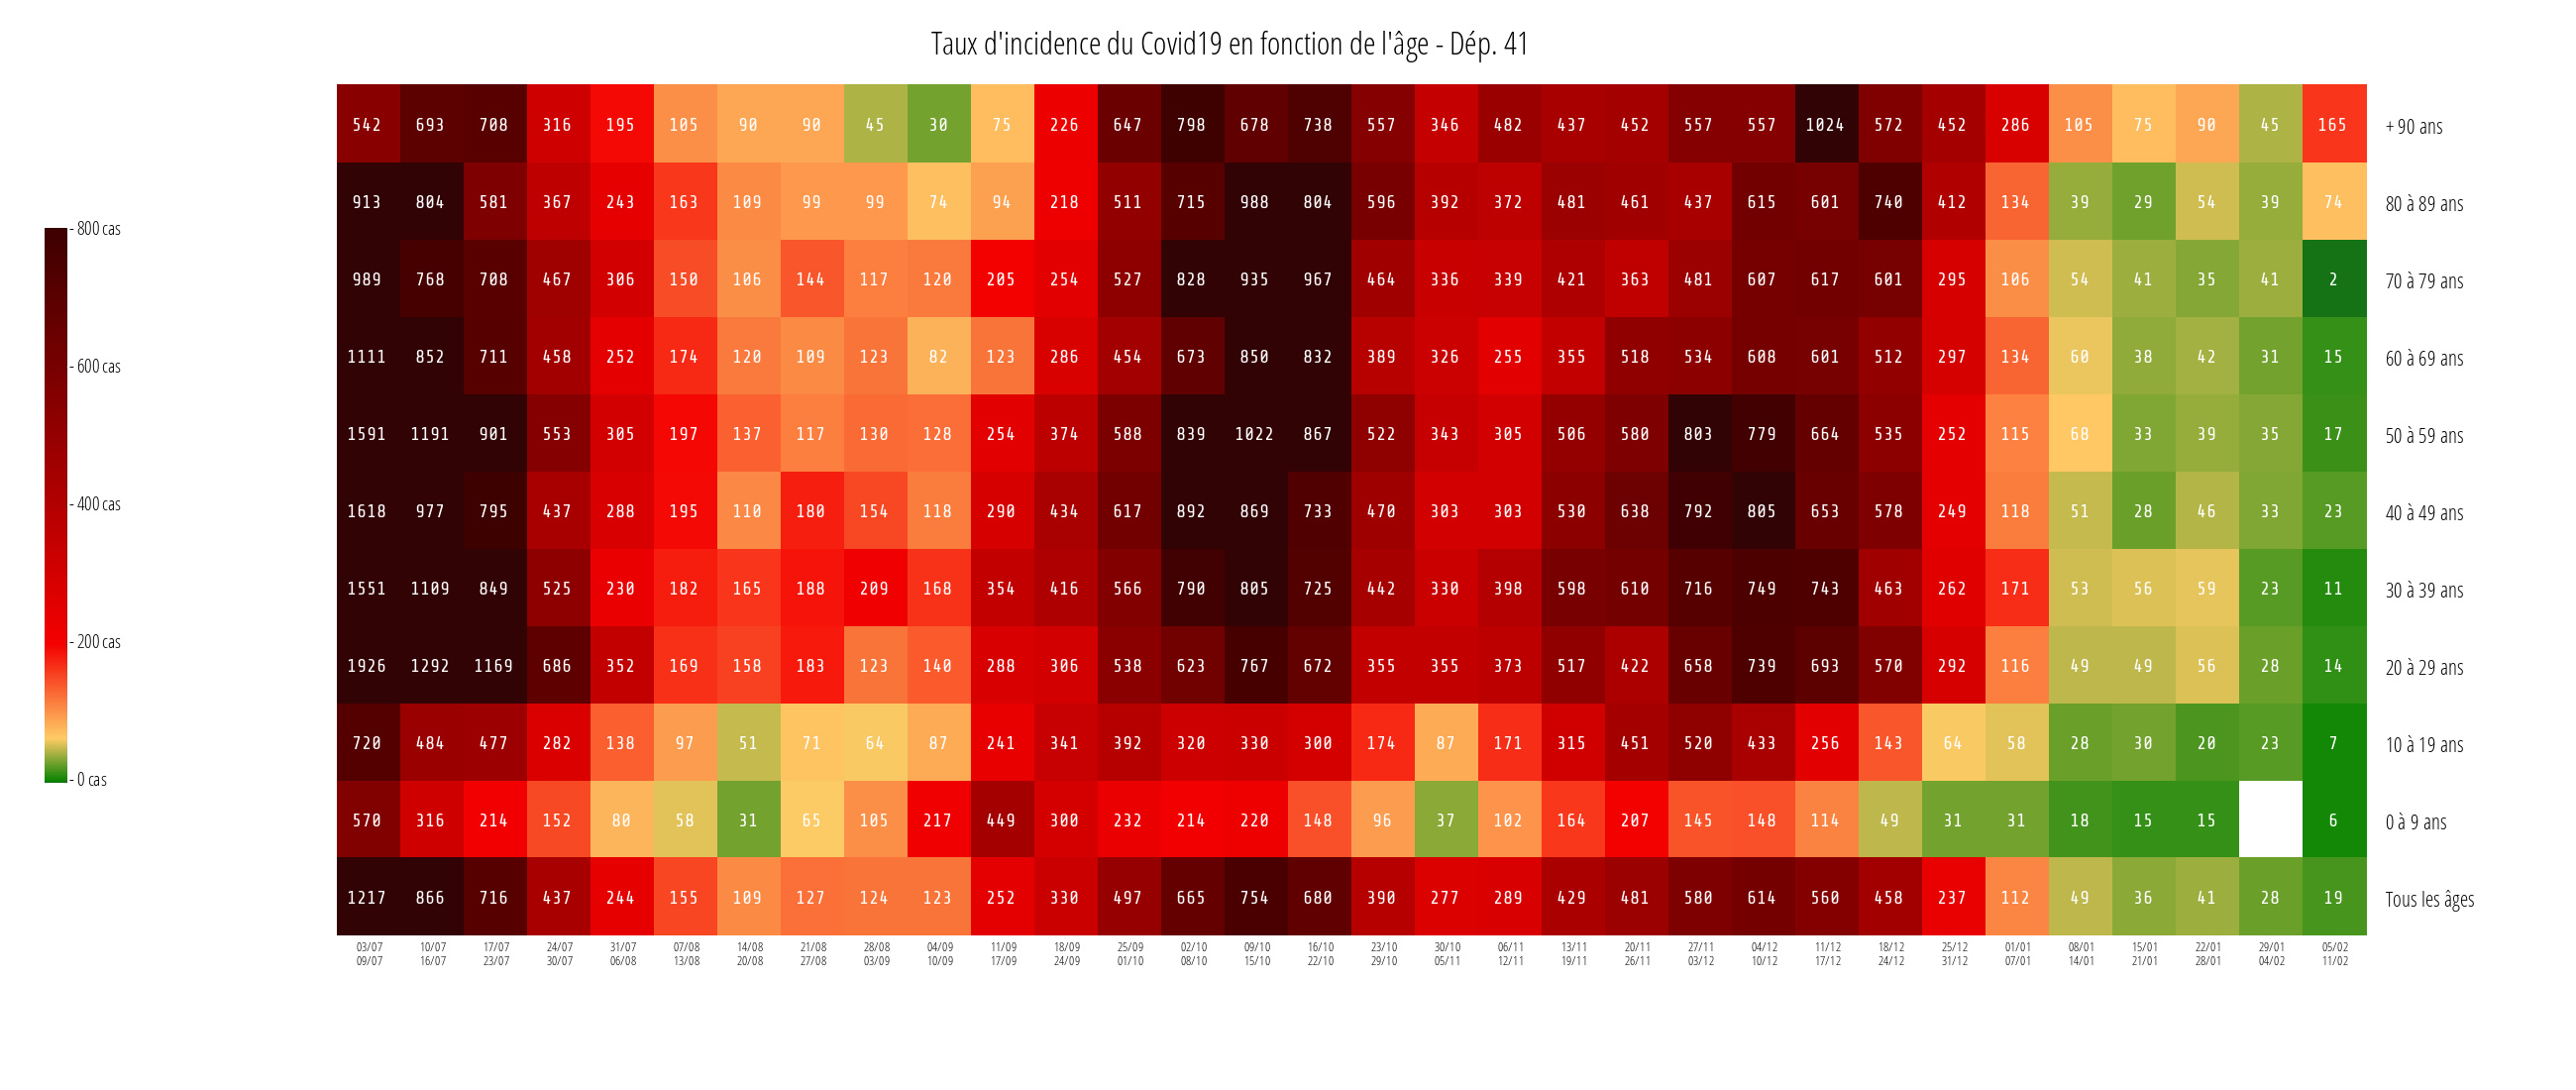 Taux d'incidence du Covid19 en fonction de l'âge - Dép. 41
- 800 cas
- 600 cas
- 400 cas
- 200 cas
- 0 cas
542 693 708 316 195 105 90 90 45 30 75 226 647 798 678 738 557 346 482 437 452 557 557 1024 572 452 286 105 75 90 45 165 + 90 ans
913 804 581 367 243 163 109 99 99 74 94 218 511 715 988 804 596 392 372 481 461 437 615 601 740 412 134 39 29 54 39 74 80 à 89 ans
989 768 708 467 306 150 106 144 117 120 205 254 527 828 935 967 464 336 339 421 363 481 607 617 601 295 106 54 41 35 41 2 70 à 79 ans
1111 852 711 458 252 174 120 109 123 82 123 286 454 673 850 832 389 326 255 355 518 534 608 601 512 297 134 60 38 42 31 15 60 à 69 ans
1591 1191 901 553 305 197 137 117 130 128 254 374 588 839 1022 867 522 343 305 506 580 803 779 664 535 252 115 68 33 39 35 17 50 à 59 ans
1618 977 795 437 288 195 110 180 154 118 290 434 617 892 869 733 470 303 303 530 638 792 805 653 578 249 118 51 28 46 33 23 40 à 49 ans
1551 1109 849 525 230 182 165 188 209 168 354 416 566 790 805 725 442 330 398 598 610 716 749 743 463 262 171 53 56 59 23 11 30 à 39 ans
1926 1292 1169 686 352 169 158 183 123 140 288 306 538 623 767 672 355 355 373 517 422 658 739 693 570 292 116 49 49 56 28 14 20 à 29 ans
720 484 477 282 138 97 51 71 64 87 241 341 392 320 330 300 174 87 171 315 451 520 433 256 143 64 58 28 30 20 23 7 10 à 19 ans
570 316 214 152 80 58 31 65 105 217 449 300 232 214 220 148 96 37 102 164 207 145 148 114 49 31 31 18 15 15 6 0 à 9 ans
1217 866 716 437 244 155 109 127 124 123 252 330 497 665 754 680 390 277 289 429 481 580 614 560 458 237 112 49 36 41 28 19 Tous les âges
03/07 10/07 17/07 24/07 31/07 07/08 14/08 21/08 28/08 04/09 11/09 18/09 25/09 02/10 09/10 16/10 23/10 30/10 06/11 13/11 20/11 27/11 04/12 11/12 18/12 25/12 01/01 08/01 15/01 22/01 29/01 05/02
09/07 16/07 23/07 30/07 06/08 13/08 20/08 27/08 03/09 10/09 17/09 24/09 01/10 08/10 15/10 22/10 29/10 05/11 12/11 19/11 26/11 03/12 10/12 17/12 24/12 31/12 07/01 14/01 21/01 28/01 04/02 11/02